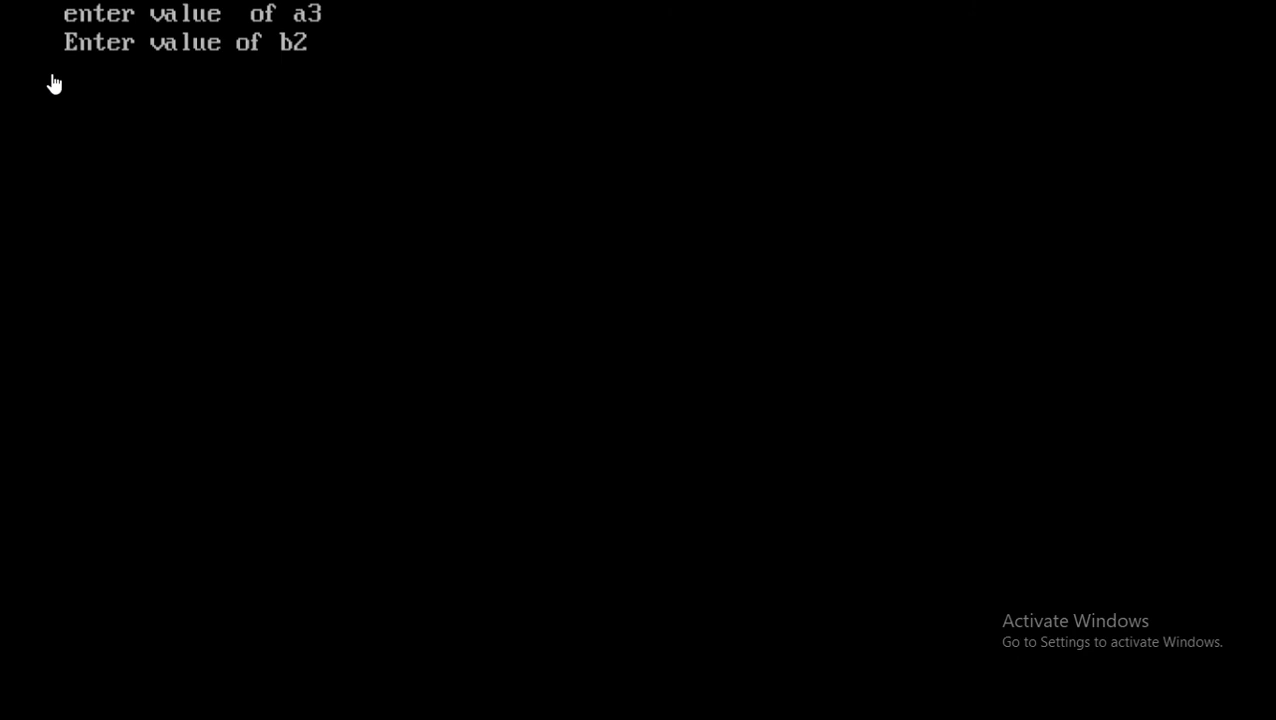 enter value  of a3
Enter value of b2
Activate Windows
Go to Settings to activate Windows.